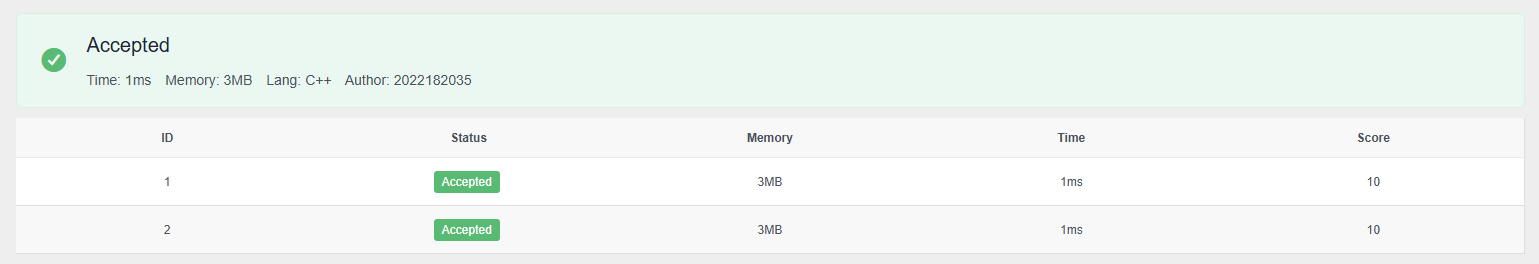 Accepted
Time: 1ms Memory: 3MB Lang: C++ Author: 2022182035
ID Status Memory Time Score
1 Accepted 3MB 1ms 10
2 Accepted 3MB 1ms 10